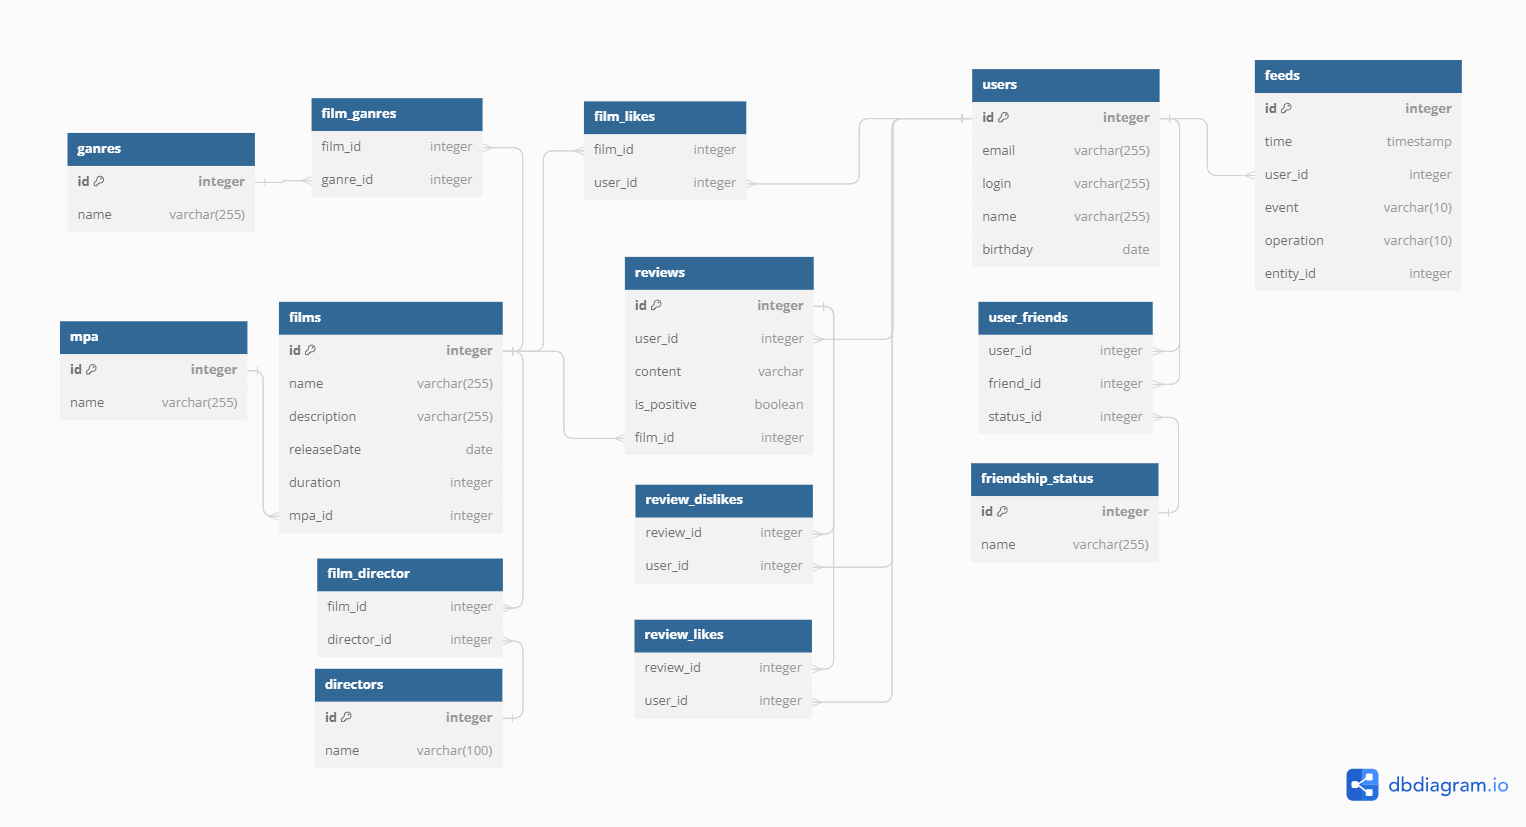 ganres
id integer
name varchar(255)
film_ganres
film_id integer
ganre_id integer
film_likes
film_id integer
user_id integer
users
id integer
email varchar(255)
login varchar(255)
name varchar(255)
birthday date
feeds
id integer
time timestamp
user_id integer
event varchar(10)
operation varchar(10)
entity_id integer
mpa
id integer
name varchar(255)
films
id integer
name varchar(255)
description varchar(255)
releaseDate date
duration integer
mpa_id integer
reviews
id integer
user_id integer
content varchar
is_positive boolean
film_id integer
user_friends
user_id integer
friend_id integer
status_id integer
review_dislikes
review_id integer
user_id integer
friendship_status
id integer
name varchar(255)
film_director
film_id integer
director_id integer
directors
id integer
name varchar(100)
review_likes
review_id integer
user_id integer
dbdiagram.io